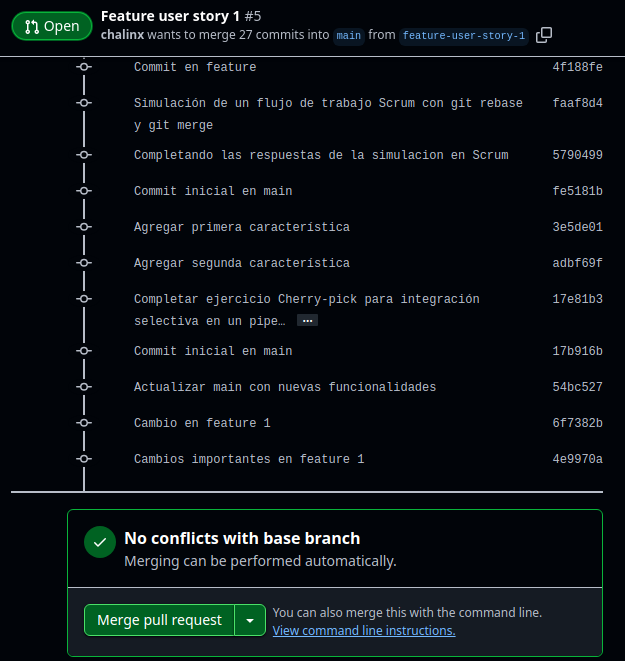 Open
Feature user story 1 #5
chalinx wants to merge 27 commits into main from feature-user-story-1
Commit en feature 4f188fe
Simulación de un flujo de trabajo Scrum con git rebase faaf8d4
y git merge
Completando las respuestas de la simulacion en Scrum 5790499
Commit inicial en main fe5181b
Agregar primera característica 3e5de01
Agregar segunda característica adbf69f
Completar ejercicio Cherry-pick para integración 17e81b3
selectiva en un pipe… …
Commit inicial en main 17b916b
Actualizar main con nuevas funcionalidades 54bc527
Cambio en feature 1 6f7382b
Cambios importantes en feature 1 4e9970a
No conflicts with base branch
Merging can be performed automatically.
Merge pull request
You can also merge this with the command line.
View command line instructions.